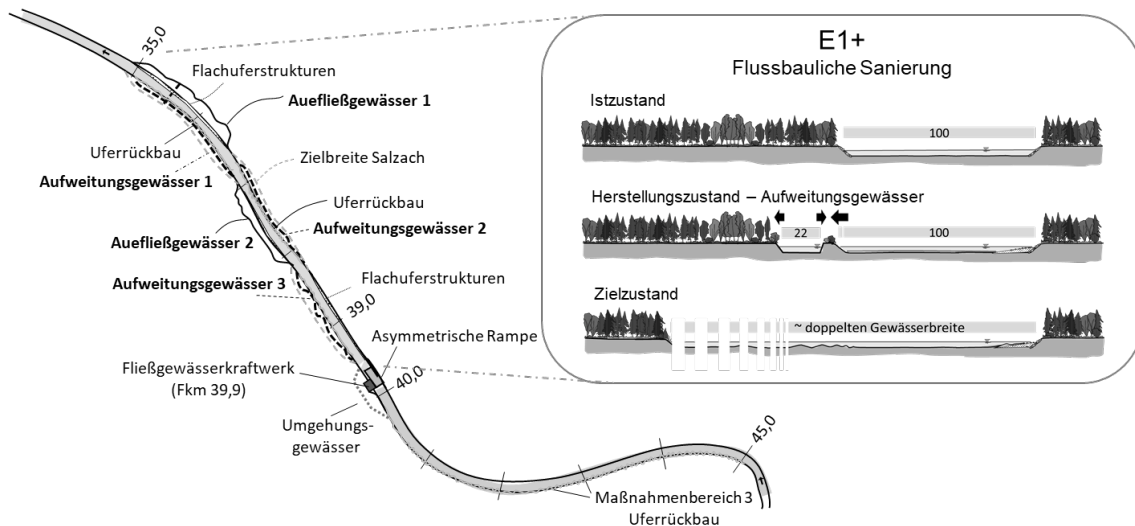 35,0
Flachuferstrukturen
Auefließgewässer 1
Uferrückbau
Zielbreite Salzach
Aufweitungsgewässer 1
Uferrückbau
Aufweitungsgewässer 2
Auefließgewässer 2
Aufweitungsgewässer 3
Flachuferstrukturen
39,0
Asymmetrische Rampe
Fließgewässerkraftwerk
(Fkm 39,9)
40,0
Umgehungs-
gewässer
45,0
Maßnahmenbereich 3
Uferrückbau
E1+
Flussbauliche Sanierung
Istzustand
100
Herstellungszustand – Aufweitungsgewässer
22
100
Zielzustand
~ doppelten Gewässerbreite